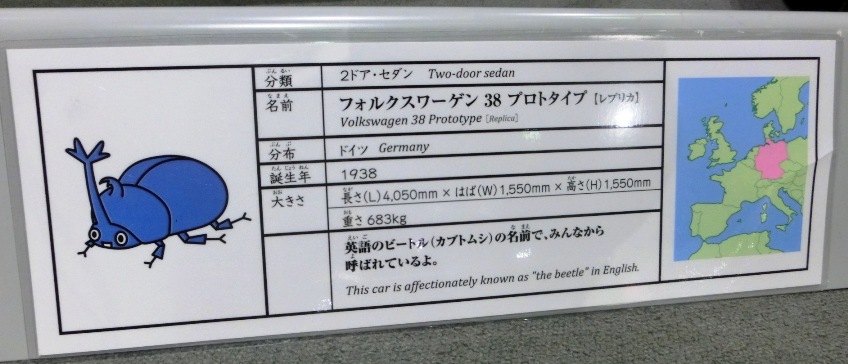 分類 2ドア・セダン Two-door sedan
名前 フォルクスワーゲン 38 プロトタイプ【レプリカ】
Volkswagen 38 Prototype [Replica]
分布 ドイツ Germany
誕生年 1938
大きさ 長さ(L)4,050mm × はば(W)1,550mm × 高さ(H)1,550mm
重さ 683kg
英語のビートル(カブトムシ)の名前で、みんなから
呼ばれているよ。
This car is affectionately known as "the beetle" in English.